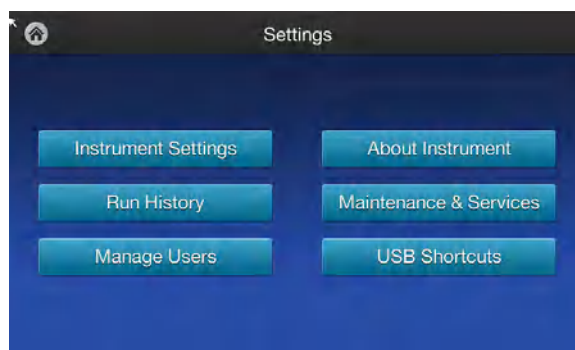 Settings
Instrument Settings
About Instrument
Run History
Maintenance & Services
Manage Users
USB Shortcuts